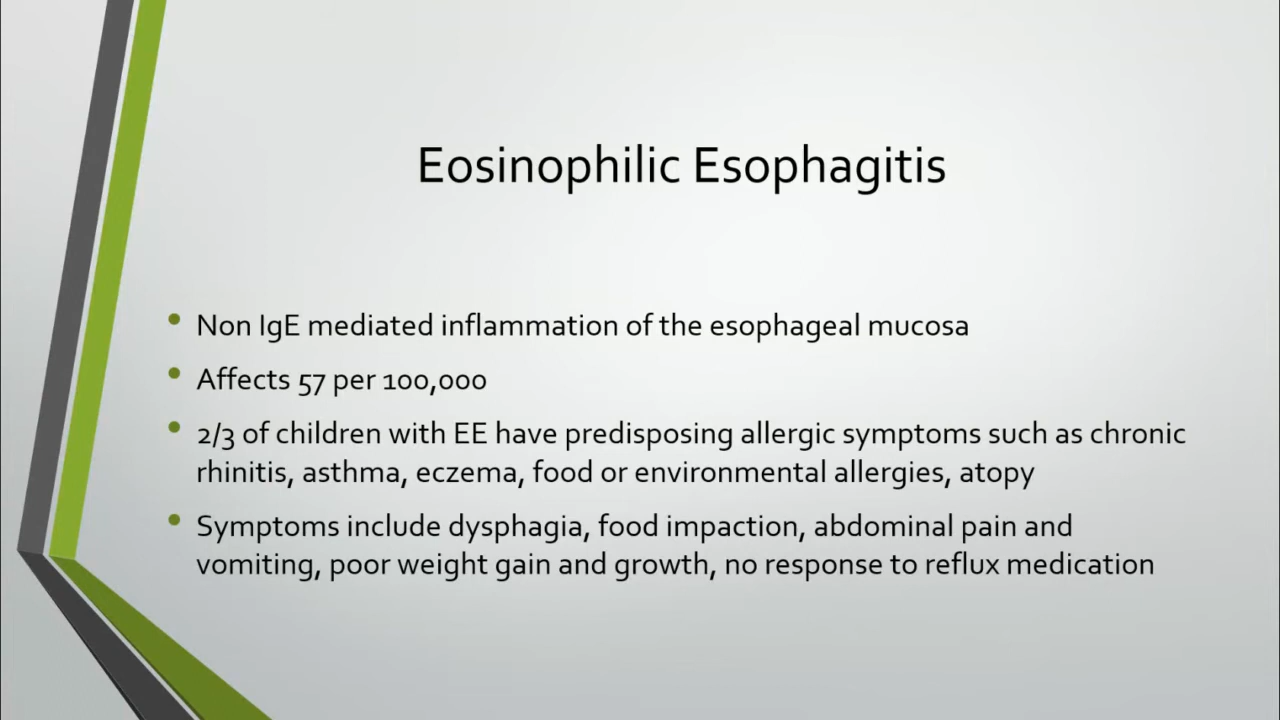 Eosinophilic Esophagitis
• Non IgE mediated inflammation of the esophageal mucosa
• Affects 57 per 100,000
• 2/3 of children with EE have predisposing allergic symptoms such as chronic
rhinitis, asthma, eczema, food or environmental allergies, atopy
• Symptoms include dysphagia, food impaction, abdominal pain and
vomiting, poor weight gain and growth, no response to reflux medication